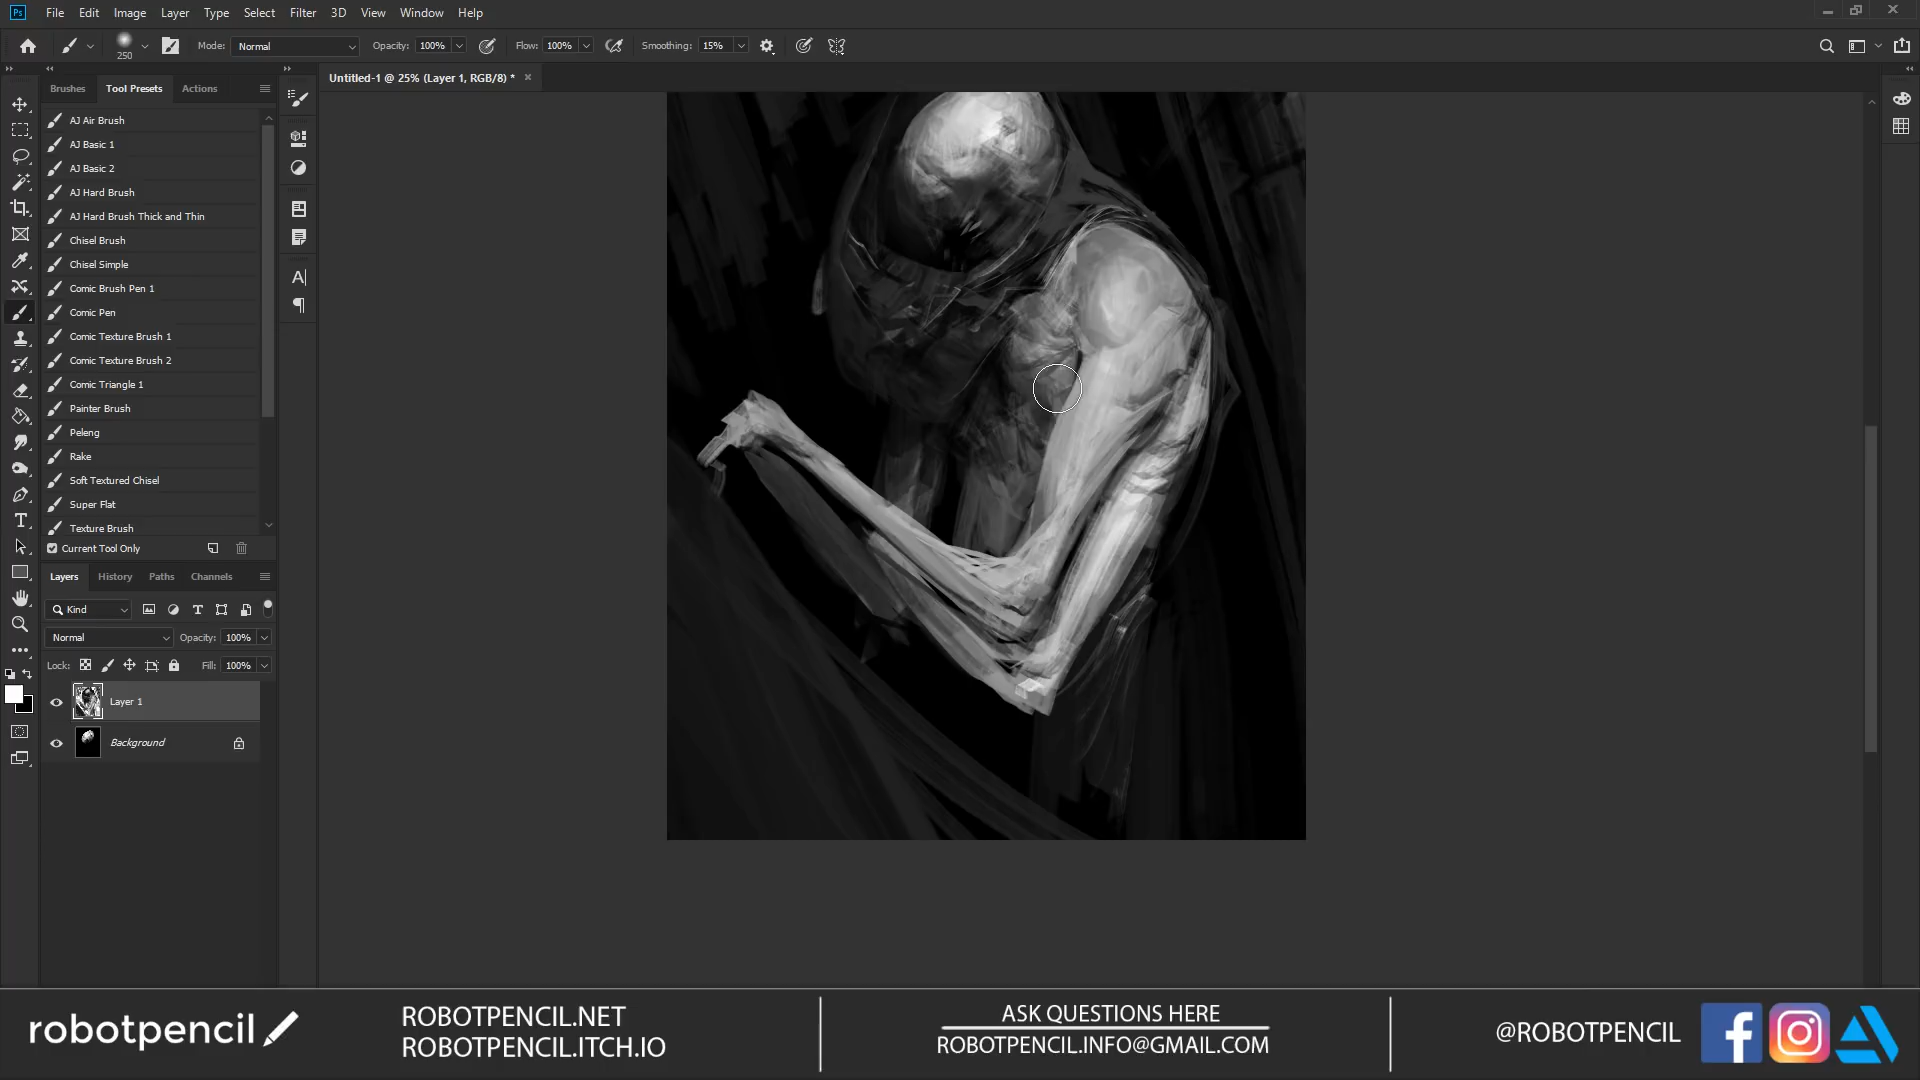 Ps File Edit Image Layer Type Select Filter 3D View Window Help
250 Mode: Normal Opacity: 100% Flow: 100% Smoothing: 15%
Untitled-1 @ 25% (Layer 1, RGB/8) *
Brushes Tool Presets Actions
AJ Air Brush
AJ Basic 1
AJ Basic 2
AJ Hard Brush
AJ Hard Brush Thick and Thin
Chisel Brush
Chisel Simple
Comic Brush Pen 1
Comic Pen
Comic Texture Brush 1
Comic Texture Brush 2
Comic Triangle 1
Painter Brush
Peleng
Rake
Soft Textured Chisel
Super Flat
Texture Brush
Current Tool Only
Layers History Paths Channels
Kind
Normal Opacity: 100%
Lock: Fill: 100%
Layer 1
Background
robotpencil
ROBOTPENCIL.NET
ROBOTPENCIL.ITCH.IO
ASK QUESTIONS HERE
ROBOTPENCIL.INFO@GMAIL.COM
@ROBOTPENCIL